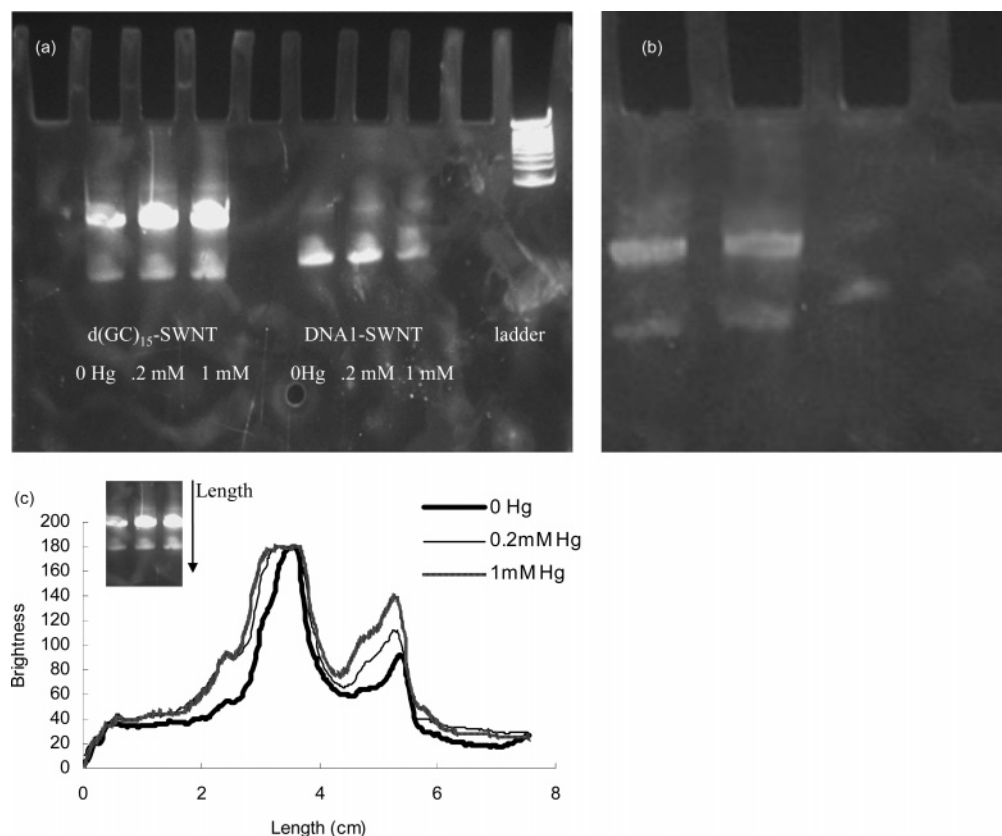 (a)
d(GC)₁₅-SWNT DNA1-SWNT ladder
0 Hg .2 mM 1 mM 0Hg .2 mM 1 mM
(b)
(c)
Length
0 Hg
0.2mM Hg
1mM Hg
200
180
160
140
120
100
80
60
40
20
0
Brightness
0 2 4 6 8
Length (cm)